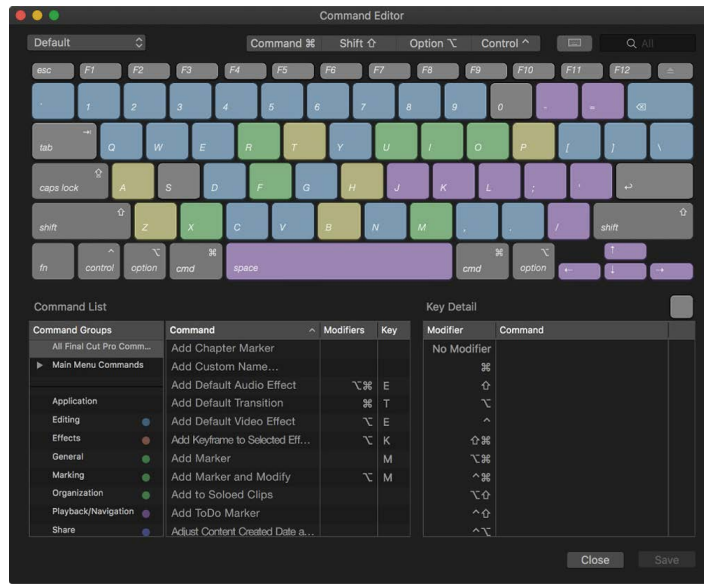 Command Editor
Default
Command ⌘ Shift ⇧ Option ⌥ Control ^
All
esc F1 F2 F3 F4 F5 F6 F7 F8 F9 F10 F11 F12
` 1 2 3 4 5 6 7 8 9 0 - =
tab Q W E R T Y U I O P [ ] \
caps lock A S D F G H J K L ; '
shift Z X C V B N M , . / shift
fn control option cmd space cmd option ← ↑ ↓ →
Command List
Key Detail
Command Groups Command Modifiers Key
Modifier Command
All Final Cut Pro Comm...
Main Menu Commands
Application
Editing
Effects
General
Marking
Organization
Playback/Navigation
Share
Add Chapter Marker
Add Custom Name...
Add Default Audio Effect ⌥⌘ E
Add Default Transition ⌘ T
Add Default Video Effect ⌥ E
Add Keyframe to Selected Eff... ⌥ K
Add Marker M
Add Marker and Modify ⌥ M
Add to Soloed Clips
Add ToDo Marker
Adjust Content Created Date a...
No Modifier
⌘
⇧
⌥
^
⇧⌘
⌥⌘
^⌘
⌥⇧
^⇧
^⌥
Close Save